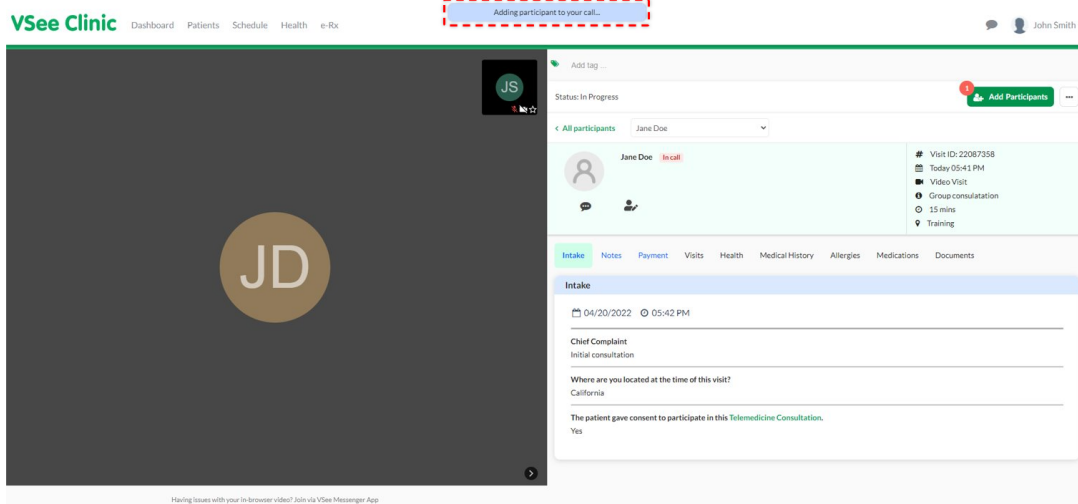 VSee Clinic
Dashboard Patients Schedule Health e-Rx
Adding participant to your call...
John Smith
JS
JD
Having issues with your in-browser video? Join via VSee Messenger App
Add tag ...
Status: In Progress
1
Add Participants
< All participants
Jane Doe
Jane Doe In call
# Visit ID: 22087358
Today 05:41 PM
Video Visit
Group consulatation
15 mins
Training
Intake Notes Payment Visits Health Medical History Allergies Medications Documents
Intake
04/20/2022 05:42 PM
Chief Complaint
Initial consultation
Where are you located at the time of this visit?
California
The patient gave consent to participate in this Telemedicine Consultation.
Yes